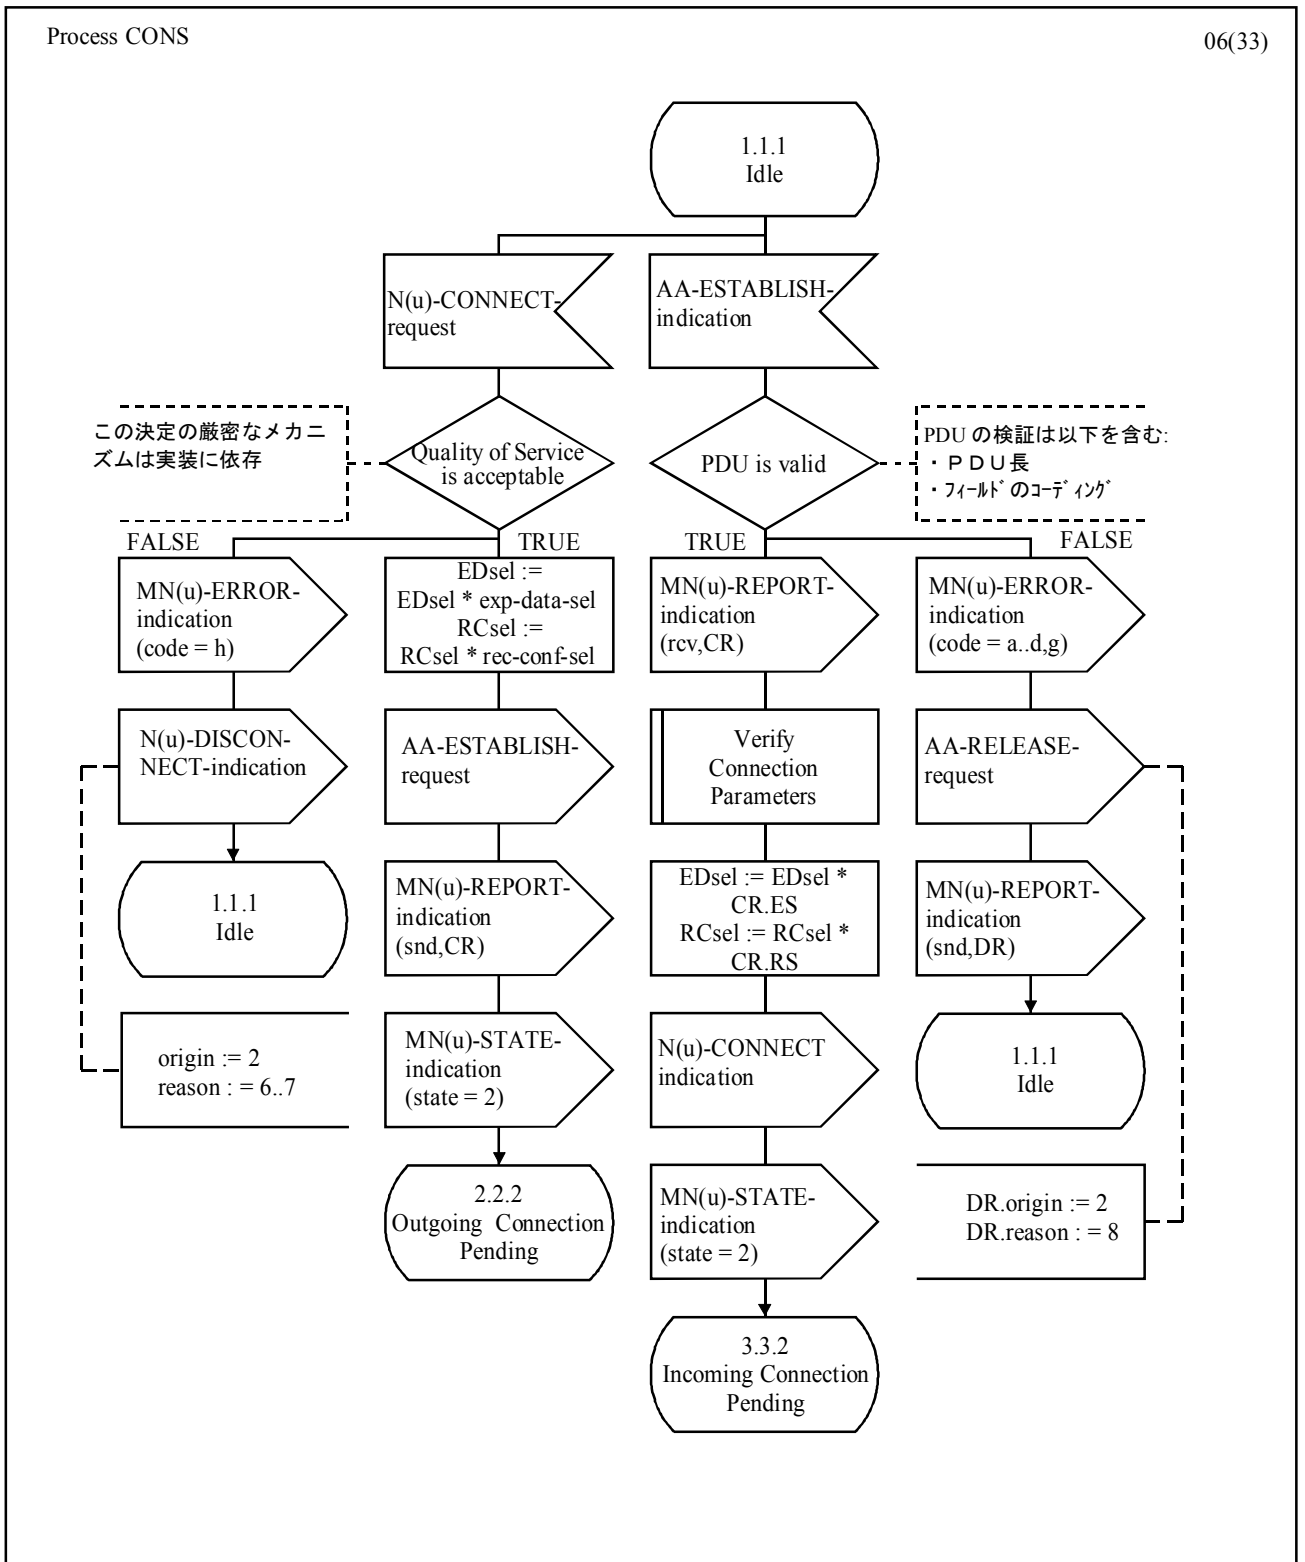 Process CONS
06(33)
1.1.1
Idle
N(u)-CONNECT-
request
AA-ESTABLISH-
indication
この決定の厳密なメカニ
ズムは実装に依存
Quality of Service
is acceptable
PDU is valid
PDU の検証は以下を含む:
・ＰＤＵ長
・ﾌｨｰﾙﾄﾞのｺｰﾃﾞｨﾝｸﾞ
FALSE
TRUE
TRUE
FALSE
MN(u)-ERROR-
indication
(code = h)
EDsel :=
EDsel * exp-data-sel
RCsel :=
RCsel * rec-conf-sel
MN(u)-REPORT-
indication
(rcv,CR)
MN(u)-ERROR-
indication
(code = a..d,g)
N(u)-DISCON-
NECT-indication
AA-ESTABLISH-
request
Verify
Connection
Parameters
AA-RELEASE-
request
1.1.1
Idle
MN(u)-REPORT-
indication
(snd,CR)
EDsel := EDsel *
CR.ES
RCsel := RCsel *
CR.RS
MN(u)-REPORT-
indication
(snd,DR)
origin := 2
reason : = 6..7
MN(u)-STATE-
indication
(state = 2)
N(u)-CONNECT
indication
1.1.1
Idle
2.2.2
Outgoing Connection
Pending
MN(u)-STATE-
indication
(state = 2)
DR.origin := 2
DR.reason : = 8
3.3.2
Incoming Connection
Pending